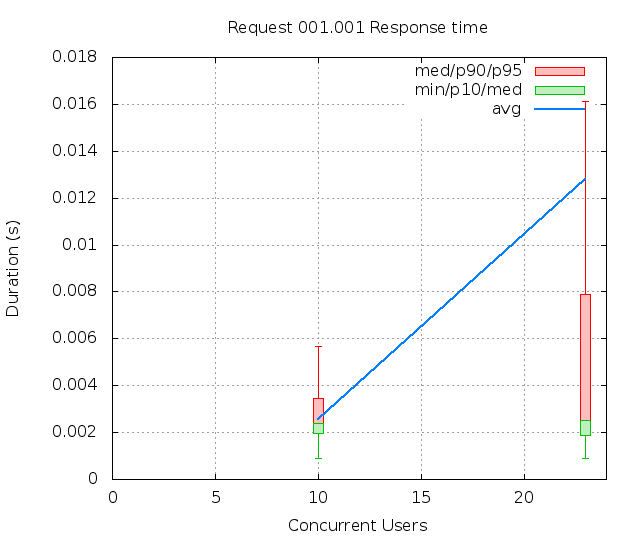 Request 001.001 Response time
med/p90/p95
min/p10/med
avg
0.018
0.016
0.014
0.012
0.01
0.008
0.006
0.004
0.002
0
Duration (s)
0 5 10 15 20
Concurrent Users